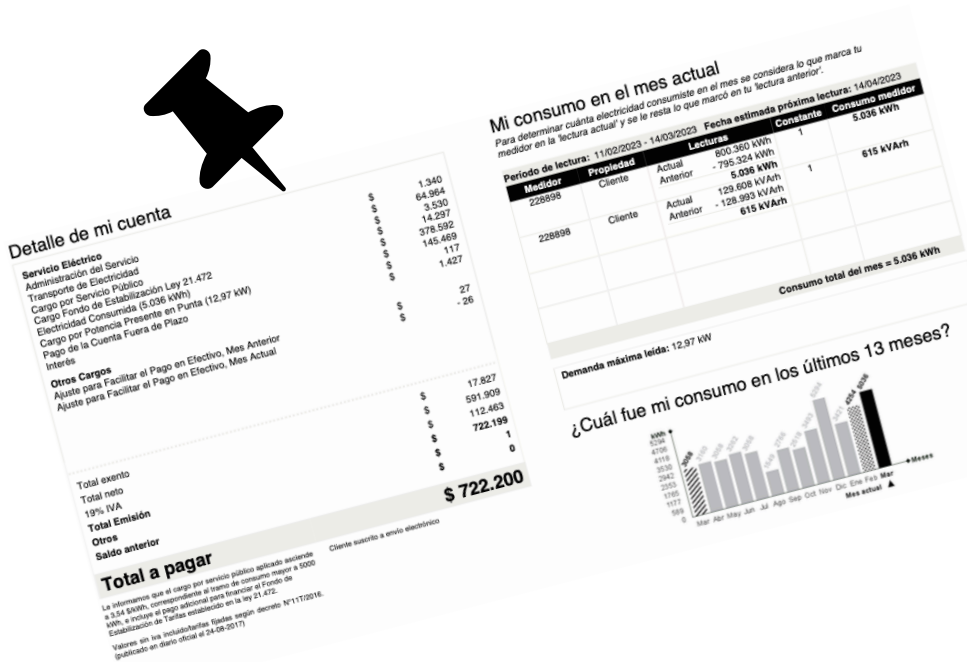 Detalle de mi cuenta
Servicio Eléctrico
Administración del Servicio $ 1.340
Transporte de Electricidad $ 64.964
Cargo por Servicio Público $ 3.530
Cargo Fondo de Estabilización Ley 21.472 $ 14.297
Electricidad Consumida (5.036 kWh) $ 378.592
Cargo por Potencia Presente en Punta (12,97 kW) $ 145.469
Pago de la Cuenta Fuera de Plazo $ 117
Interés $ 1.427
Otros Cargos
Ajuste para Facilitar el Pago en Efectivo, Mes Anterior $ 27
Ajuste para Facilitar el Pago en Efectivo, Mes Actual $ - 26
Total exento $ 17.827
Total neto $ 591.909
19% IVA $ 112.463
Total Emisión $ 722.199
Otros $ 1
Saldo anterior $ 0
Total a pagar $ 722.200
Le informamos que el cargo por servicio público aplicado asciende
a 3,54 $/kWh, correspondiente al tramo de consumo mayor a 5000
kWh, e incluye el pago adicional para financiar el Fondo de
Estabilización de Tarifas establecido en la ley 21.472.
Valores sin iva incluido/tarifas fijadas según decreto N°11T/2016.
(publicado en diario oficial el 24-08-2017)
Cliente suscrito a envío electrónico
Mi consumo en el mes actual
Para determinar cuánta electricidad consumiste en el mes se considera lo que marca tu
medidor en la 'lectura actual' y se le resta lo que marcó en tu 'lectura anterior'.
Periodo de lectura: 11/02/2023 - 14/03/2023 Fecha estimada próxima lectura: 14/04/2023
Medidor Propiedad Lecturas Constante Consumo medidor
228898 Cliente Actual 800.360 kWh 1 5.036 kWh
Anterior - 795.324 kWh
5.036 kWh
228898 Cliente Actual 129.608 kVArh 1 615 kVArh
Anterior - 128.993 kVArh
615 kVArh
Consumo total del mes = 5.036 kWh
Demanda máxima leída: 12,97 kW
¿Cuál fue mi consumo en los últimos 13 meses?
kWh
5294
4706
4118
3530
2942
2353
1765
1177
589
0
4264 5036
Mar Abr May Jun Jul Ago Sep Oct Nov Dic Ene Feb Mar
Meses
Mes actual